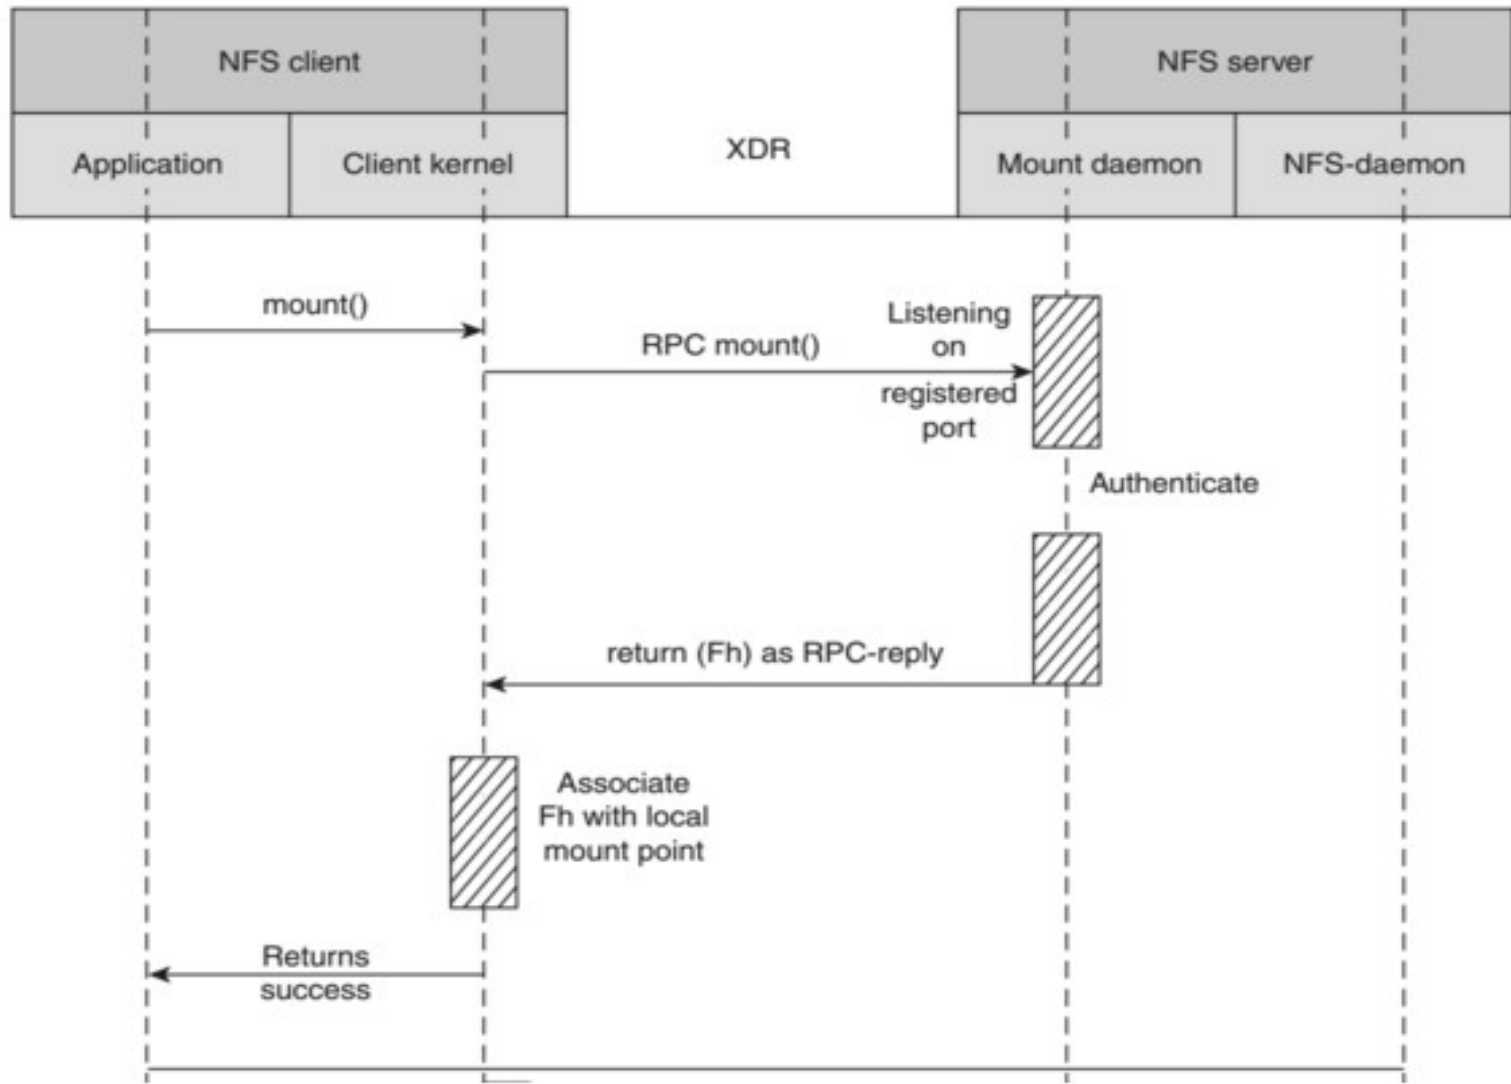 NFS client
NFS server
Application
Client kernel
XDR
Mount daemon
NFS-daemon
mount()
RPC mount()
Listening
on
registered
port
Authenticate
return (Fh) as RPC-reply
Associate
Fh with local
mount point
Returns
success